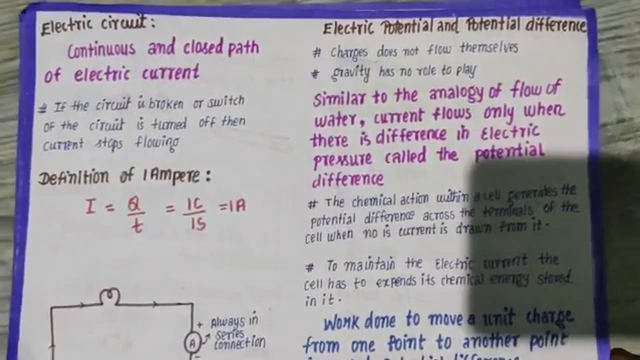 Electric circuit:
Continuous and closed path
of electric current
# If the circuit is broken or switch
of the circuit is turned off then
current stops flowing
Definition of 1 Ampere:
I = Q/t = 1C/1S = 1A
+ Always in
series
connection
A
-
Electric Potential and Potential difference
# Charges does not flow themselves
# gravity has no role to play
Similar to the analogy of flow of
water, current flows only when
there is difference in Electric
pressure called the potential
difference
# The chemical action within a cell generates the
potential difference across the terminals of the
cell when no is current is drawn from it.
# To maintain the Electric current the
cell has to expends its chemical energy stored
in it.
Work done to move a unit charge
from one point to another point
difference